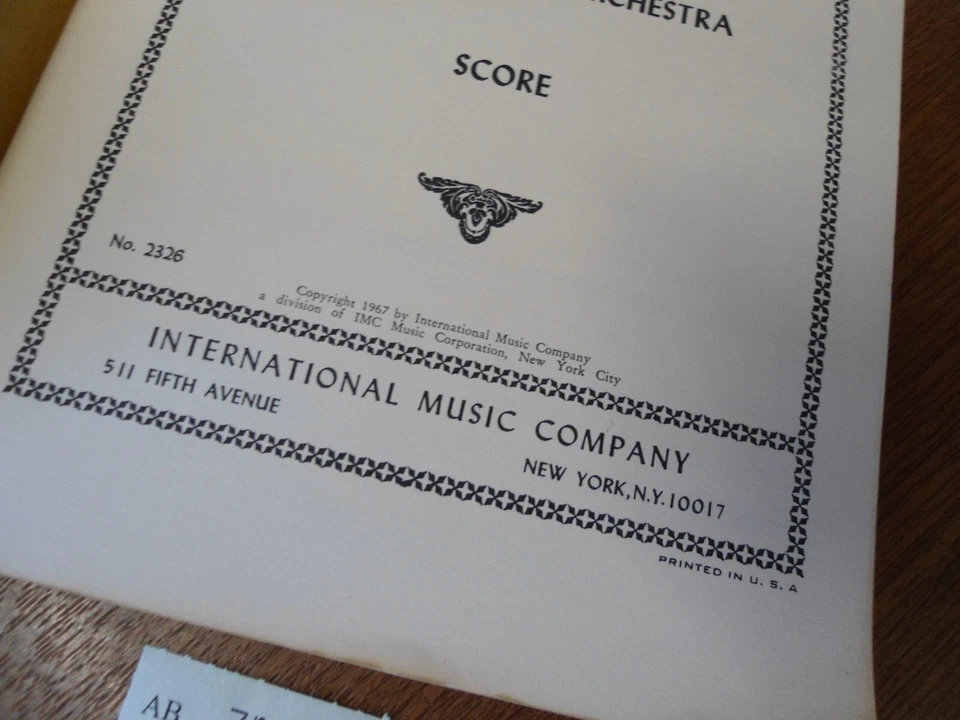 SCORE
No. 2326
Copyright 1967 by International Music Company
a division of IMC Music Corporation, New York City
INTERNATIONAL MUSIC COMPANY
511 FIFTH AVENUE
NEW YORK, N.Y. 10017
PRINTED IN U. S. A
AB